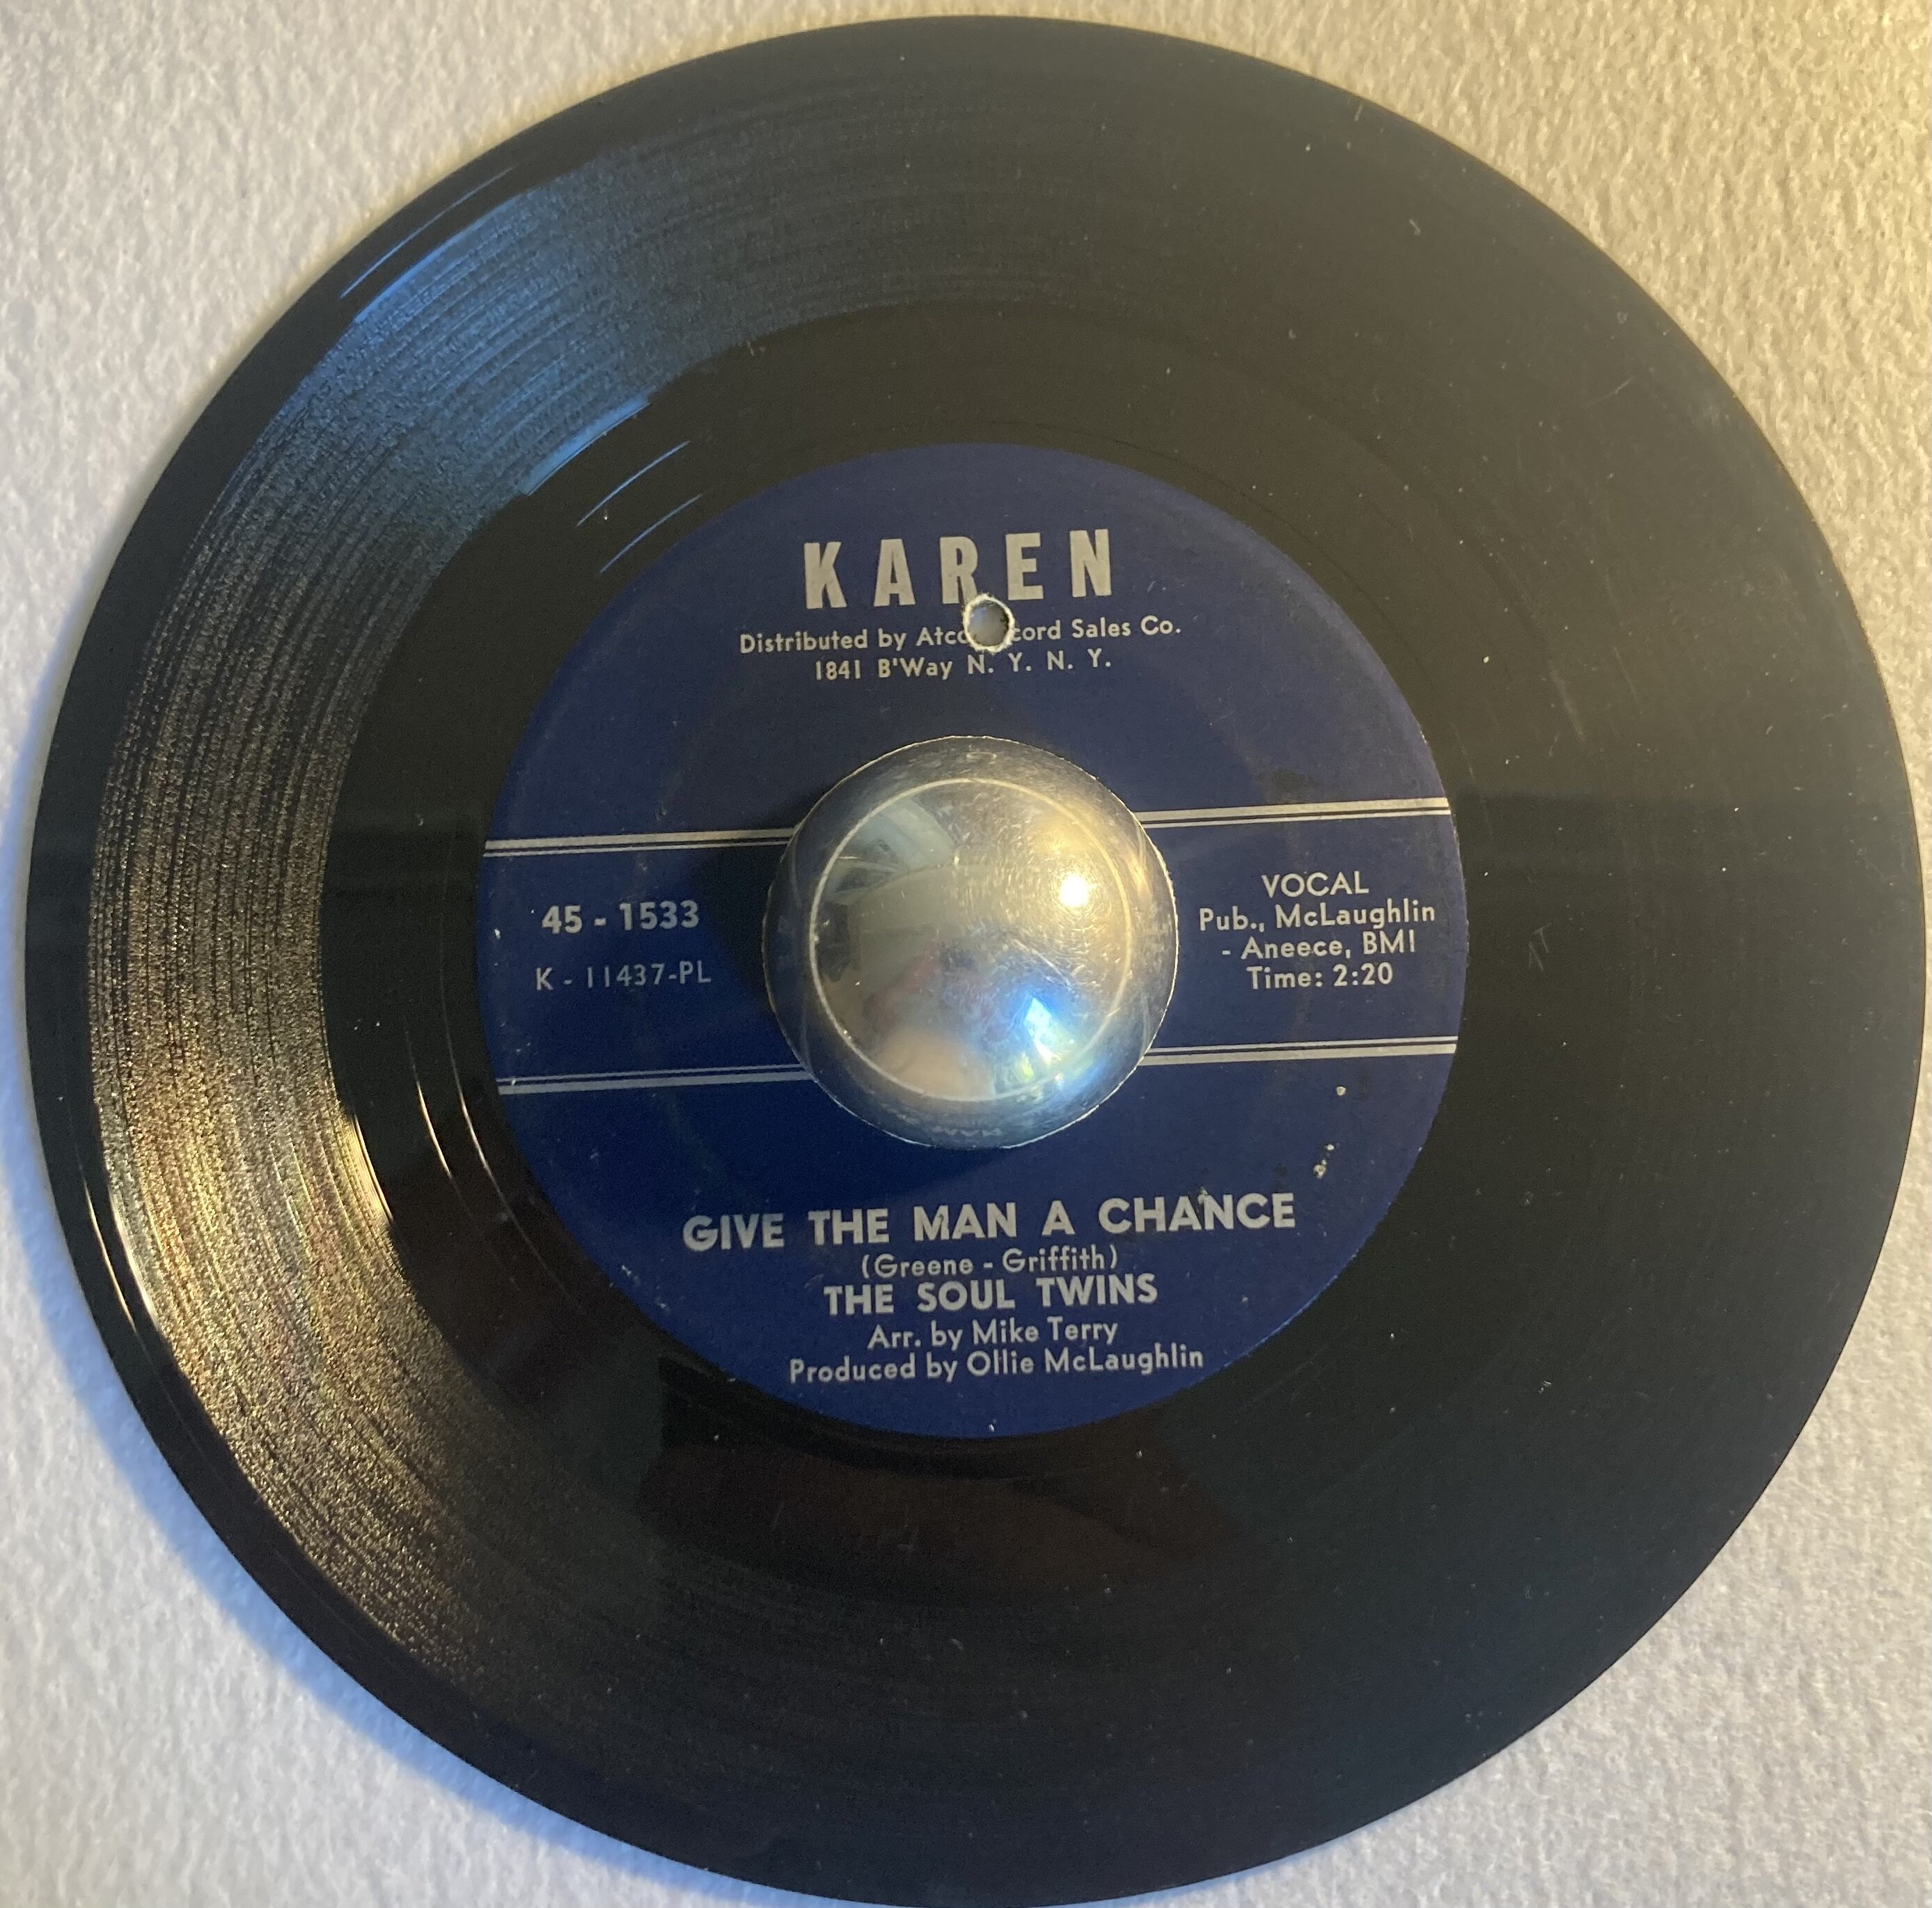 KAREN
Distributed by Atco cord Sales Co.
1841 B'Way N. Y. N. Y.
45 - 1533
K - 11437-PL
VOCAL
Pub., McLaughlin
- Aneece, BMI
Time: 2:20
GIVE THE MAN A CHANCE
(Greene - Griffith)
THE SOUL TWINS
Arr. by Mike Terry
Produced by Ollie McLaughlin